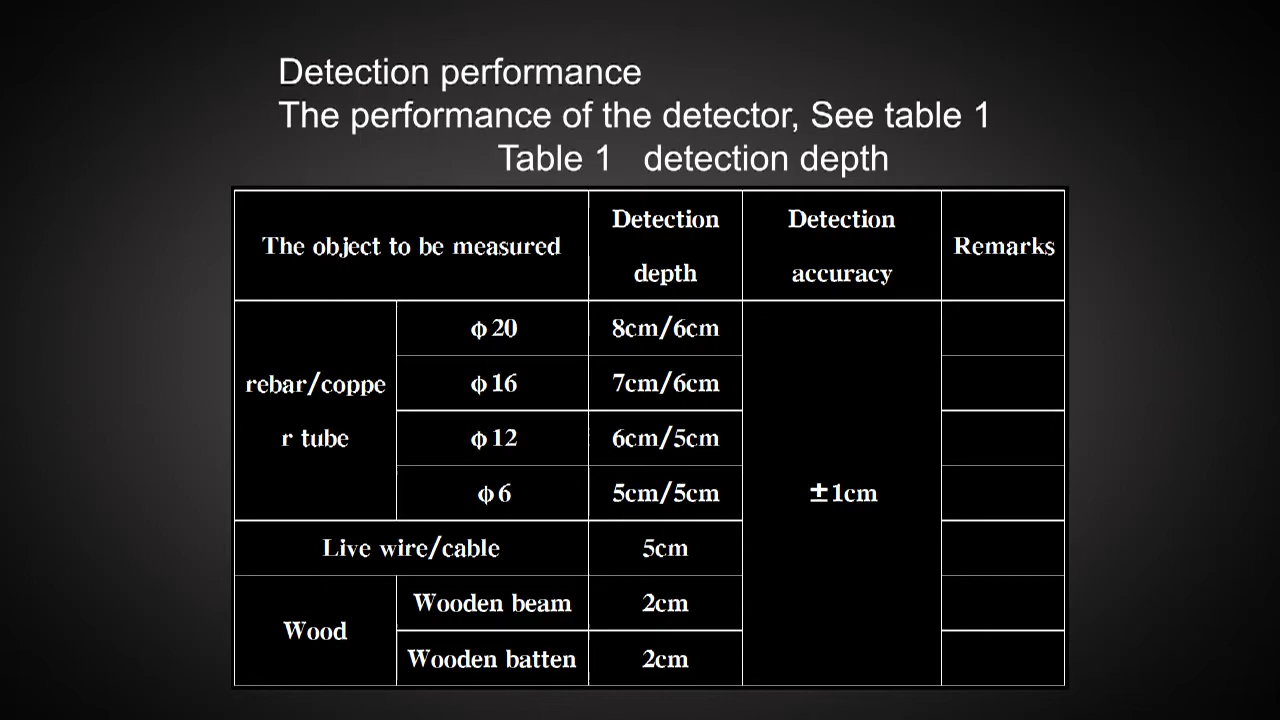 Detection performance
The performance of the detector, See table 1
Table 1 detection depth
The object to be measured
Detection
depth
Detection
accuracy
Remarks
rebar/coppe
r tube
ϕ20
8cm/6cm
ϕ16
7cm/6cm
ϕ12
6cm/5cm
ϕ6
5cm/5cm
±1cm
Live wire/cable
5cm
Wood
Wooden beam
2cm
Wooden batten
2cm